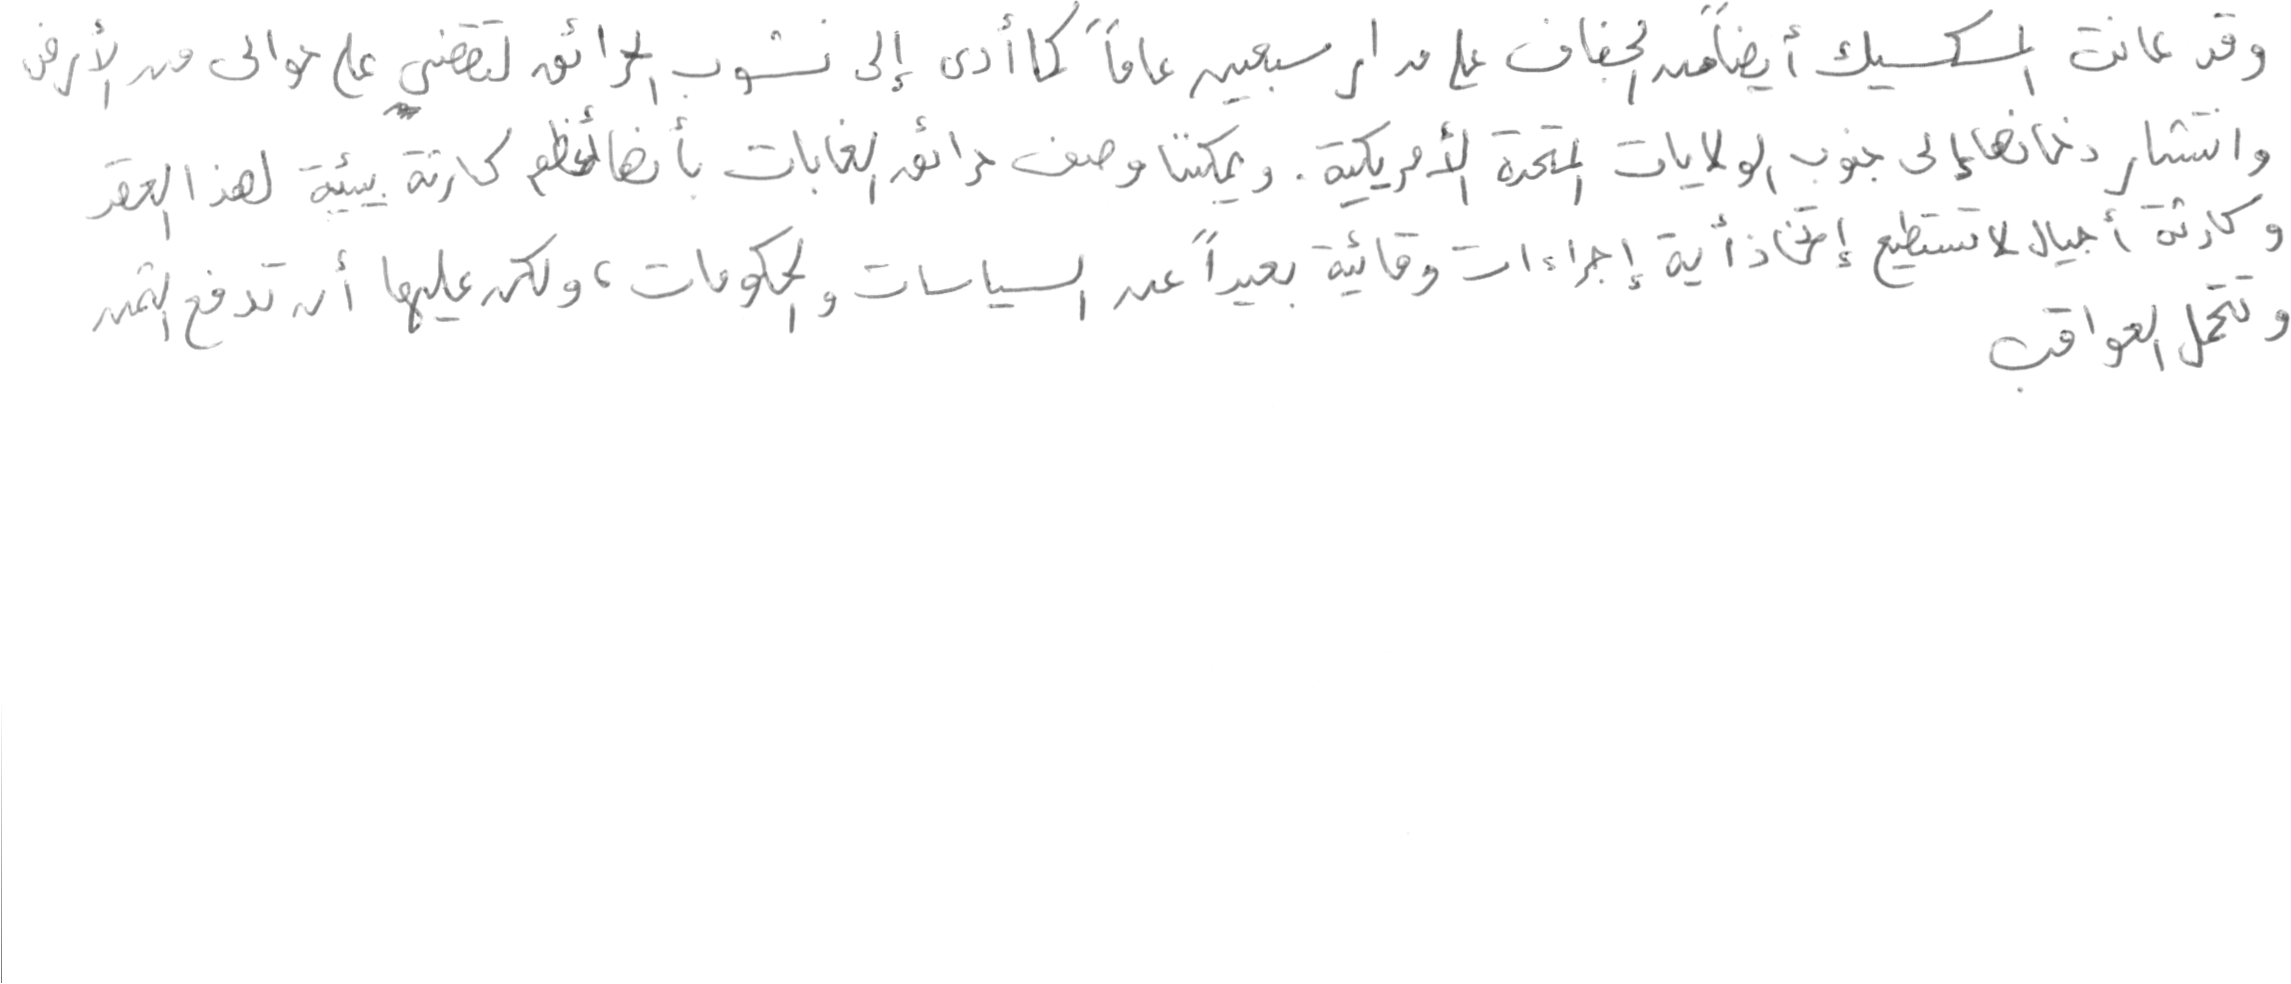 وقد عانت المكسيك أيضاً من الجفاف على مدار سبعين عاماً كما أدى إلى نشوب الحرائق لتقضي على حوالى من الأرض
وانتشار دخانها إلى جنوب الولايات المتحدة الأمريكية. ويمكننا وصف حرائق الغابات بأنها أعظم كارثة بيئية لهذا العقد
وكارثة أجيال لا تستطيع إتخاذ أية إجراءات وقائية بعيداً عن السياسات والحكومات، ولكن عليها أن تدفع الثمن
وتتحمل العواقب